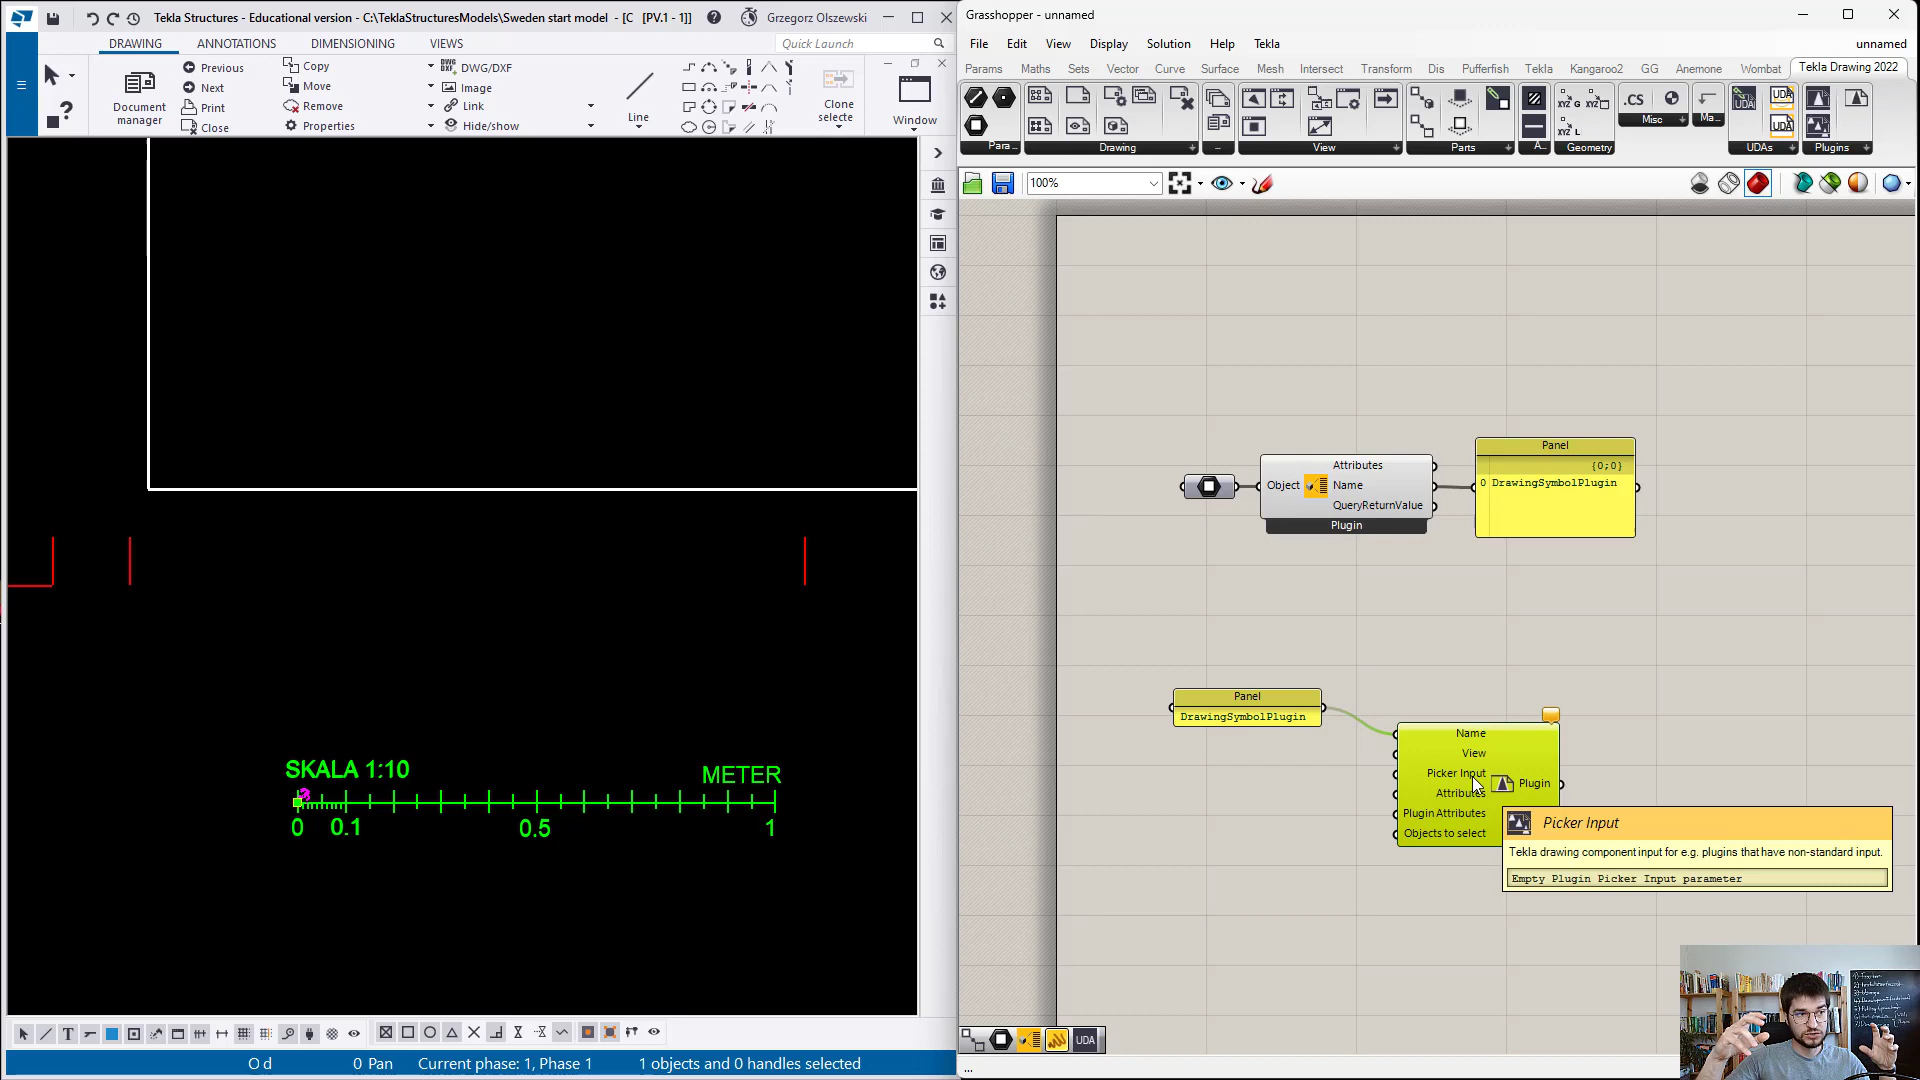 Tekla Structures - Educational version - C:\TeklaStructuresModels\Sweden start model - [C   [PV.1 - 1]]
Grzegorz Olszewski
DRAWING ANNOTATIONS DIMENSIONING VIEWS
Quick Launch
Document manager
Previous
Next
Print
Close
Copy
Move
Remove
Properties
DWG/DXF
Image
Link
Hide/show
Line
Clone selecte
Window
SKALA 1:10
METER
3
0 0.1 0.5 1
O d
0 Pan
Current phase: 1, Phase 1
1 objects and 0 handles selected
Grasshopper - unnamed
File Edit View Display Solution Help Tekla
unnamed
Params Maths Sets Vector Curve Surface Mesh Intersect Transform Dis Pufferfish Tekla Kangaroo2 GG Anemone Wombat Tekla Drawing 2022
Para ... Drawing ... View Parts A... Geometry Misc Ma... UDAs Plugins
100%
Object
Attributes
Name
QueryReturnValue
Plugin
Panel
{0;0}
0 DrawingSymbolPlugin
Panel
DrawingSymbolPlugin
Name
View
Picker Input
Attributes
Plugin Attributes
Objects to select
Plugin
Picker Input
Tekla drawing component input for e.g. plugins that have non-standard input.
Empty Plugin Picker Input parameter
UDA
...